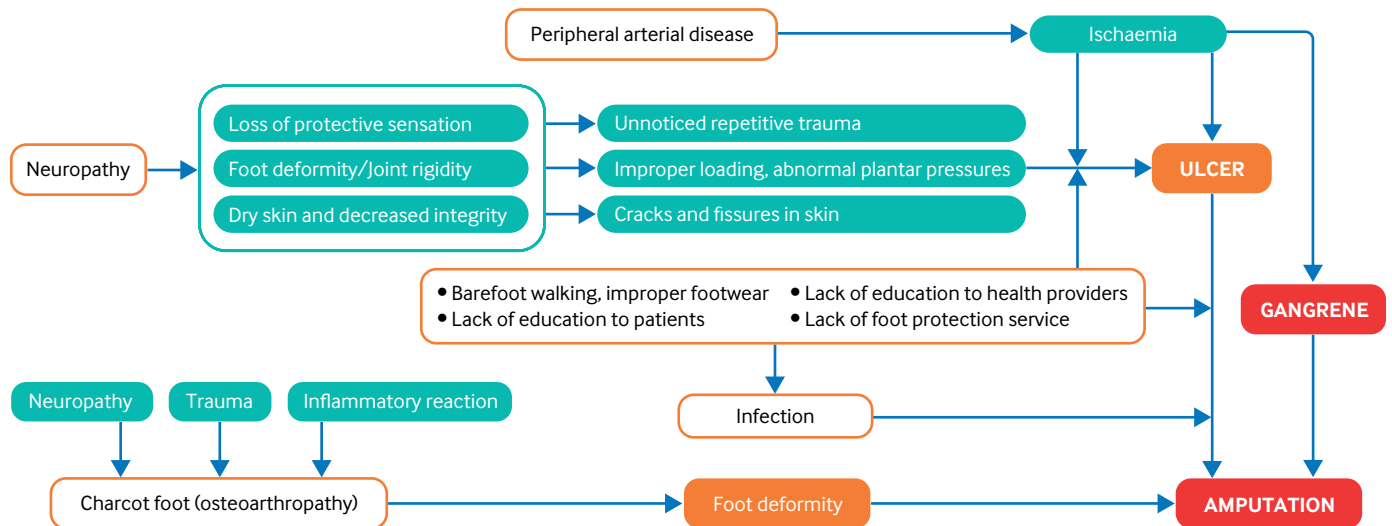 Peripheral arterial disease
Ischaemia
Loss of protective sensation
Unnoticed repetitive trauma
Neuropathy
Foot deformity/Joint rigidity
Improper loading, abnormal plantar pressures
ULCER
Dry skin and decreased integrity
Cracks and fissures in skin
• Barefoot walking, improper footwear
• Lack of education to health providers
• Lack of education to patients
• Lack of foot protection service
GANGRENE
Neuropathy
Trauma
Inflammatory reaction
Infection
Charcot foot (osteoarthropathy)
Foot deformity
AMPUTATION